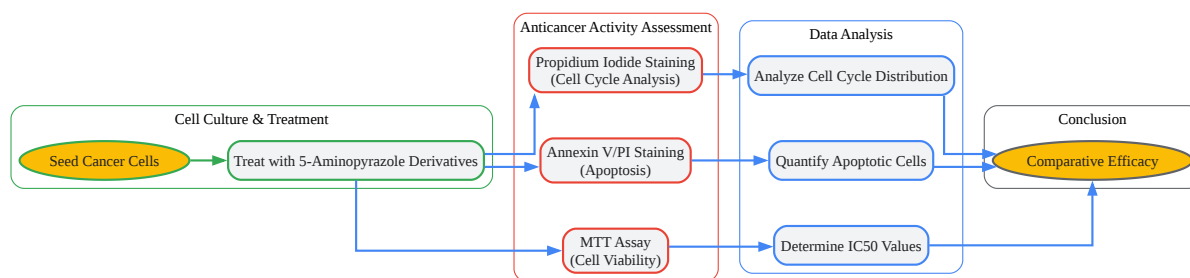 Cell Culture & Treatment
Seed Cancer Cells
Treat with 5-Aminopyrazole Derivatives
Anticancer Activity Assessment
Propidium Iodide Staining
(Cell Cycle Analysis)
Annexin V/PI Staining
(Apoptosis)
MTT Assay
(Cell Viability)
Data Analysis
Analyze Cell Cycle Distribution
Quantify Apoptotic Cells
Determine IC50 Values
Conclusion
Comparative Efficacy